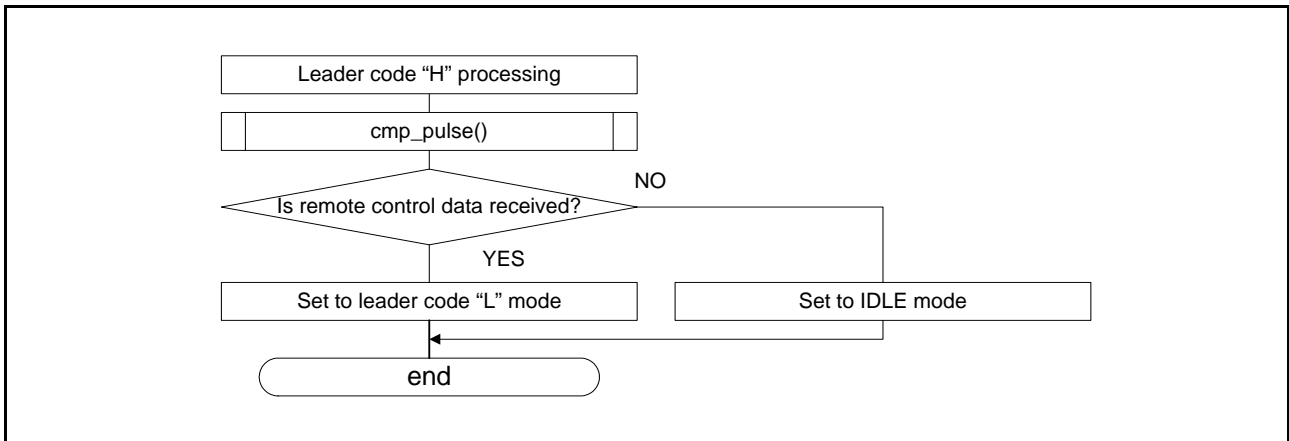 Leader code “H” processing
cmp_pulse()
NO
Is remote control data received?
YES
Set to leader code “L” mode
Set to IDLE mode
end